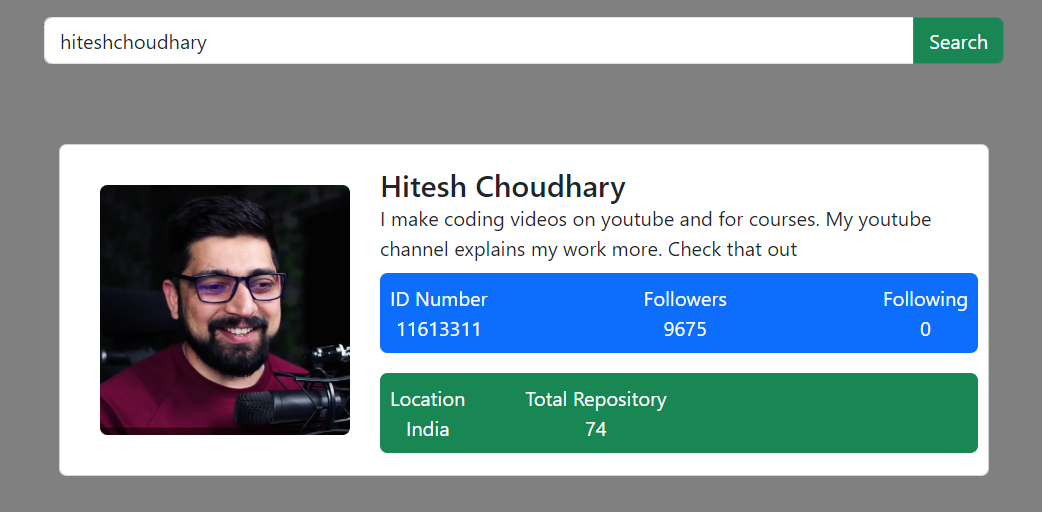 hiteshchoudhary
Search
Hitesh Choudhary
I make coding videos on youtube and for courses. My youtube
channel explains my work more. Check that out
ID Number Followers Following
11613311 9675 0
Location Total Repository
India 74